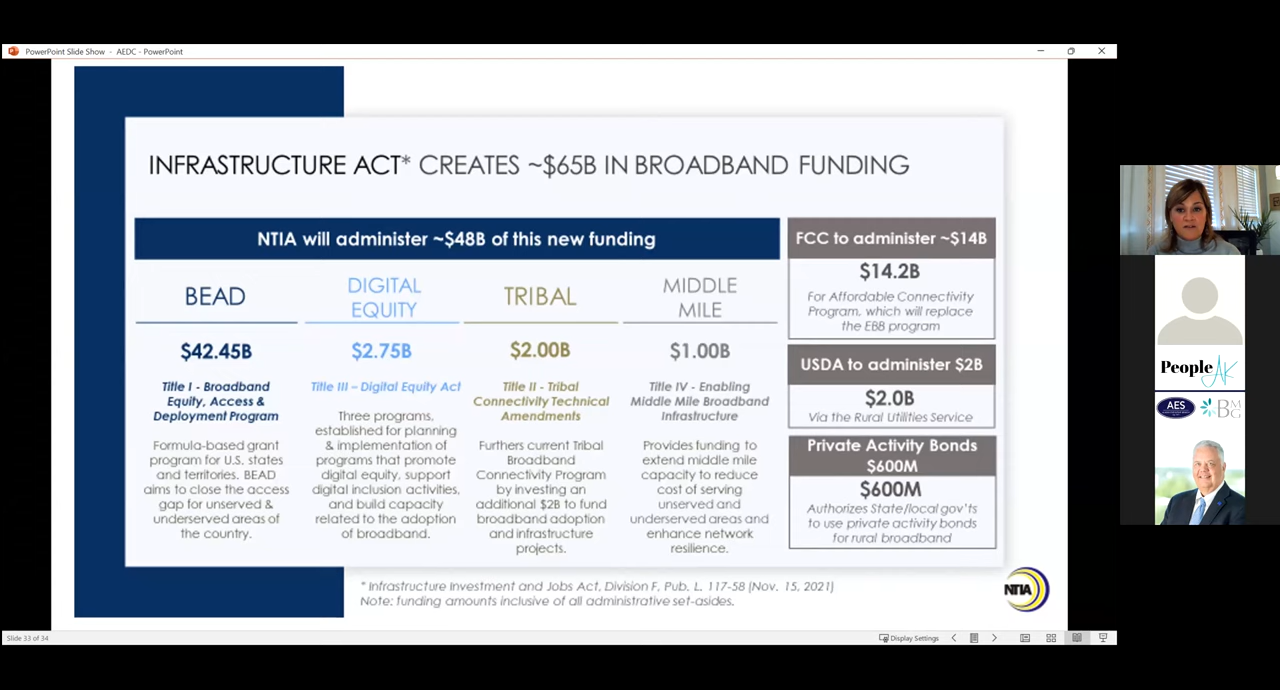 PowerPoint Slide Show - AEDC - PowerPoint
INFRASTRUCTURE ACT* CREATES ~$65B IN BROADBAND FUNDING
NTIA will administer ~$48B of this new funding
BEAD
$42.45B
Title I - Broadband
Equity, Access &
Deployment Program
Formula-based grant
program for U.S. states
and territories. BEAD
aims to close the access
gap for unserved &
underserved areas of
the country.
DIGITAL
EQUITY
$2.75B
Title III – Digital Equity Act
Three programs,
established for planning
& implementation of
programs that promote
digital equity, support
digital inclusion activities,
and build capacity
related to the adoption
of broadband.
TRIBAL
$2.00B
Title II - Tribal
Connectivity Technical
Amendments
Furthers current Tribal
Broadband
Connectivity Program
by investing an
additional $2B to fund
broadband adoption
and infrastructure
projects.
MIDDLE
MILE
$1.00B
Title IV - Enabling
Middle Mile Broadband
Infrastructure
Provides funding to
extend middle mile
capacity to reduce
cost of serving
unserved and
underserved areas and
enhance network
resilience.
FCC to administer ~$14B
$14.2B
For Affordable Connectivity
Program, which will replace
the EBB program
USDA to administer $2B
$2.0B
Via the Rural Utilities Service
Private Activity Bonds
$600M
$600M
Authorizes State/local gov'ts
to use private activity bonds
for rural broadband
* Infrastructure Investment and Jobs Act, Division F, Pub. L. 117-58 (Nov. 15, 2021)
Note: funding amounts inclusive of all administrative set-asides.
NTIA
Slide 33 of 34
Display Settings
People AK
AES
BMG